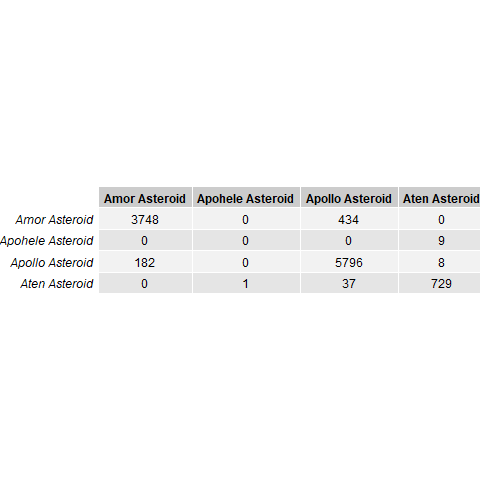 Amor Asteroid Apohele Asteroid Apollo Asteroid Aten Asteroid
Amor Asteroid 3748 0 434 0
Apohele Asteroid 0 0 0 9
Apollo Asteroid 182 0 5796 8
Aten Asteroid 0 1 37 729